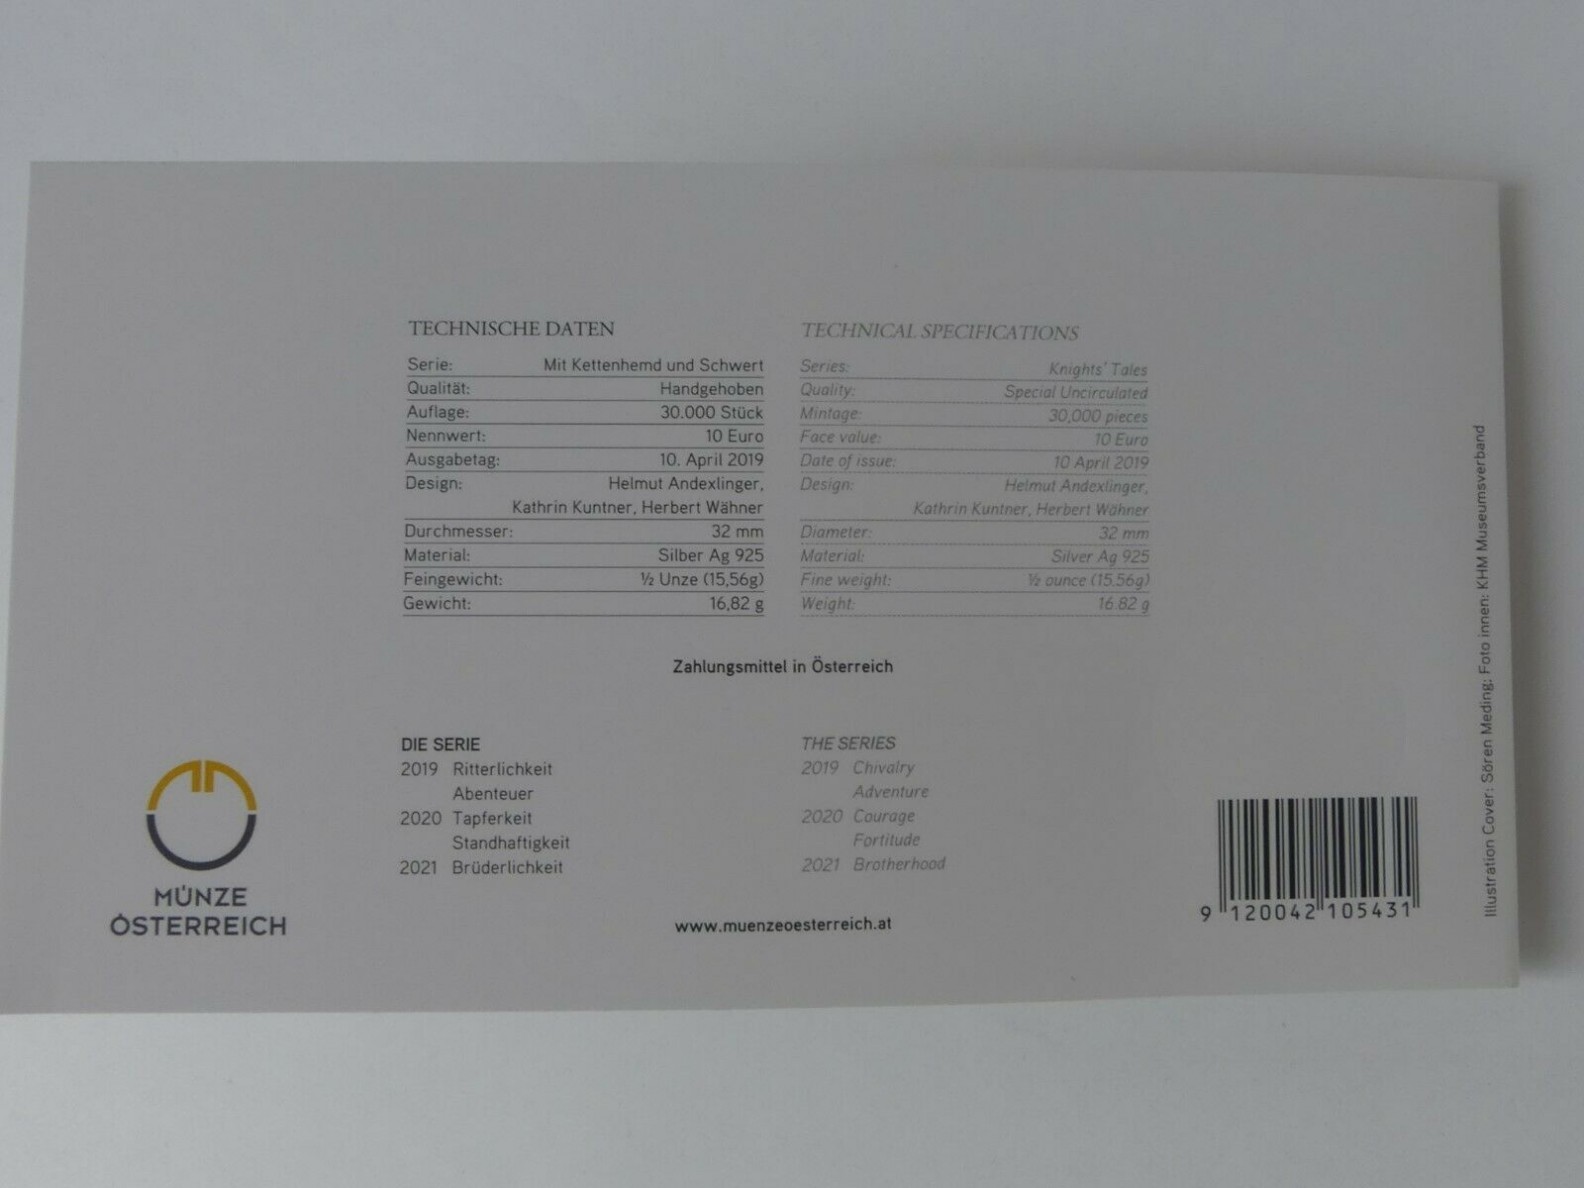 TECHNISCHE DATEN
Serie: Mit Kettenhemd und Schwert
Qualität: Handgehoben
Auflage: 30.000 Stück
Nennwert: 10 Euro
Ausgabetag: 10. April 2019
Design: Helmut Andexlinger,
Kathrin Kuntner, Herbert Wähner
Durchmesser: 32 mm
Material: Silber Ag 925
Feingewicht: ½ Unze (15,56g)
Gewicht: 16,82 g
TECHNICAL SPECIFICATIONS
Series: Knights' Tales
Quality: Special Uncirculated
Mintage: 30,000 pieces
Face value: 10 Euro
Date of issue: 10 April 2019
Design: Helmut Andexlinger,
Kathrin Kuntner, Herbert Wähner
Diameter: 32 mm
Material: Silver Ag 925
Fine weight: ½ ounce (15.56g)
Weight: 16.82 g
Zahlungsmittel in Österreich
DIE SERIE
2019 Ritterlichkeit
Abenteuer
2020 Tapferkeit
Standhaftigkeit
2021 Brüderlichkeit
THE SERIES
2019 Chivalry
Adventure
2020 Courage
Fortitude
2021 Brotherhood
MÜNZE
ÖSTERREICH
www.muenzeoesterreich.at
9 120042 105431
Illustration Cover: Sören Meding; Foto innen: KHM Museumsverband